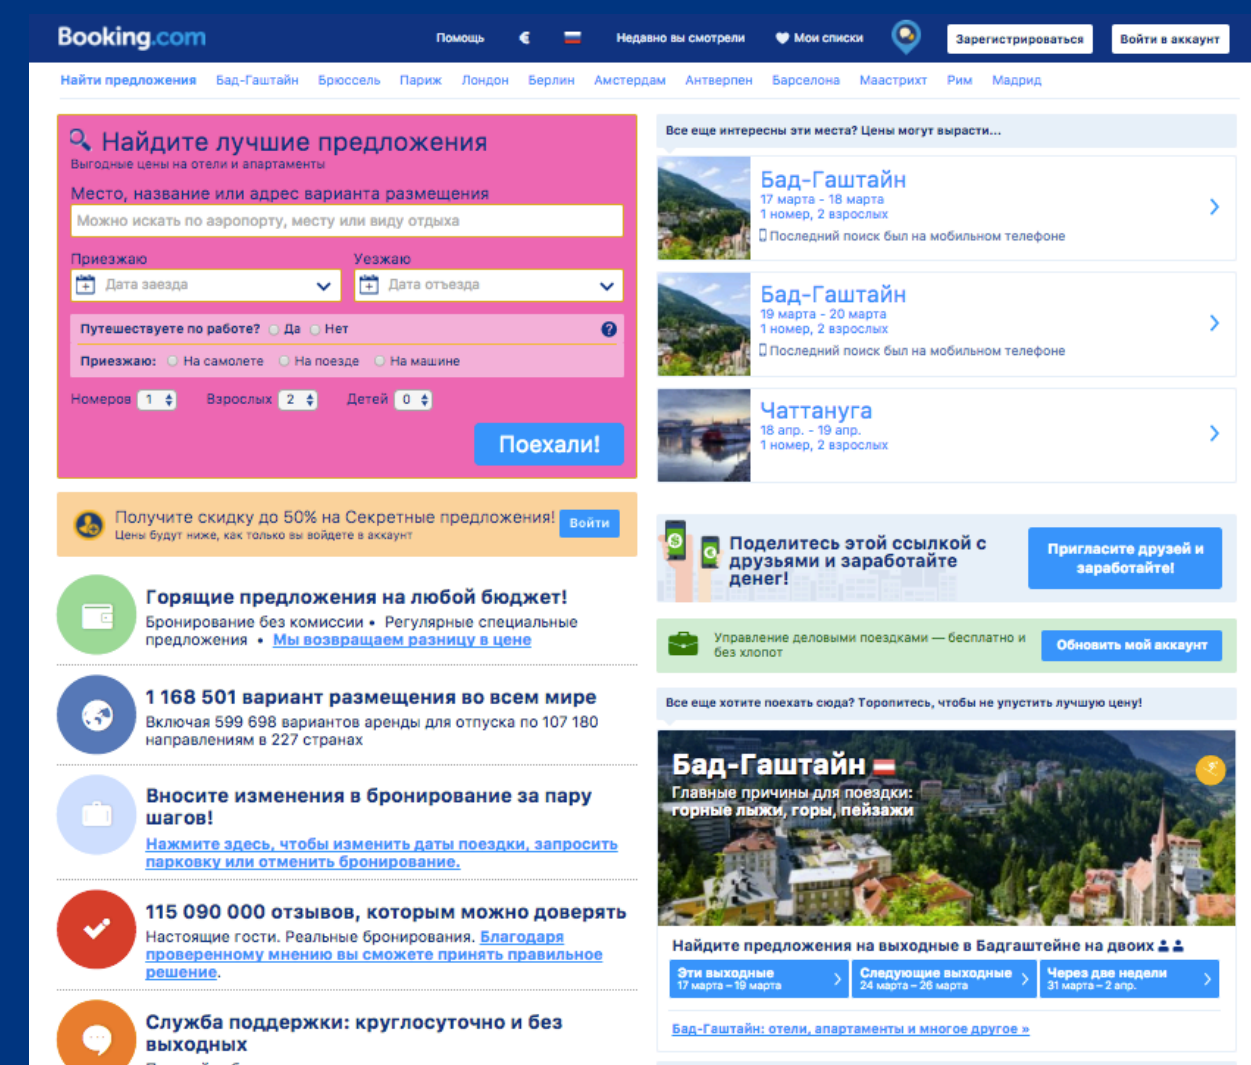 Booking.com
Помощь
€
Недавно вы смотрели
Мои списки
Зарегистрироваться
Войти в аккаунт
Найти предложения Бад-Гаштайн Брюссель Париж Лондон Берлин Амстердам Антверпен Барселона Маастрихт Рим Мадрид
Найдите лучшие предложения
Выгодные цены на отели и апартаменты
Место, название или адрес варианта размещения
Можно искать по аэропорту, месту или виду отдыха
Приезжаю Уезжаю
Дата заезда Дата отъезда
Путешествуете по работе? Да Нет ?
Приезжаю: На самолете На поезде На машине
Номеров 1 Взрослых 2 Детей 0
Поехали!
Получите скидку до 50% на Секретные предложения!
Цены будут ниже, как только вы войдете в аккаунт
Войти
Горящие предложения на любой бюджет!
Бронирование без комиссии • Регулярные специальные
предложения • Мы возвращаем разницу в цене
1 168 501 вариант размещения во всем мире
Включая 599 698 вариантов аренды для отпуска по 107 180
направлениям в 227 странах
Вносите изменения в бронирование за пару
шагов!
Нажмите здесь, чтобы изменить даты поездки, запросить
парковку или отменить бронирование.
115 090 000 отзывов, которым можно доверять
Настоящие гости. Реальные бронирования. Благодаря
проверенному мнению вы сможете принять правильное
решение.
Служба поддержки: круглосуточно и без
выходных
Все еще интересны эти места? Цены могут вырасти...
Бад-Гаштайн
17 марта - 18 марта
1 номер, 2 взрослых
Последний поиск был на мобильном телефоне
Бад-Гаштайн
19 марта - 20 марта
1 номер, 2 взрослых
Последний поиск был на мобильном телефоне
Чаттануга
18 апр. - 19 апр.
1 номер, 2 взрослых
Поделитесь этой ссылкой с
друзьями и заработайте
денег!
Пригласите друзей и
заработайте!
Управление деловыми поездками — бесплатно и
без хлопот
Обновить мой аккаунт
Все еще хотите поехать сюда? Торопитесь, чтобы не упустить лучшую цену!
Бад-Гаштайн
Главные причины для поездки:
горные лыжи, горы, пейзажи
Найдите предложения на выходные в Бадгаштейне на двоих
Эти выходные
17 марта – 19 марта
Следующие выходные
24 марта – 26 марта
Через две недели
31 марта – 2 апр.
Бад-Гаштайн: отели, апартаменты и многое другое »